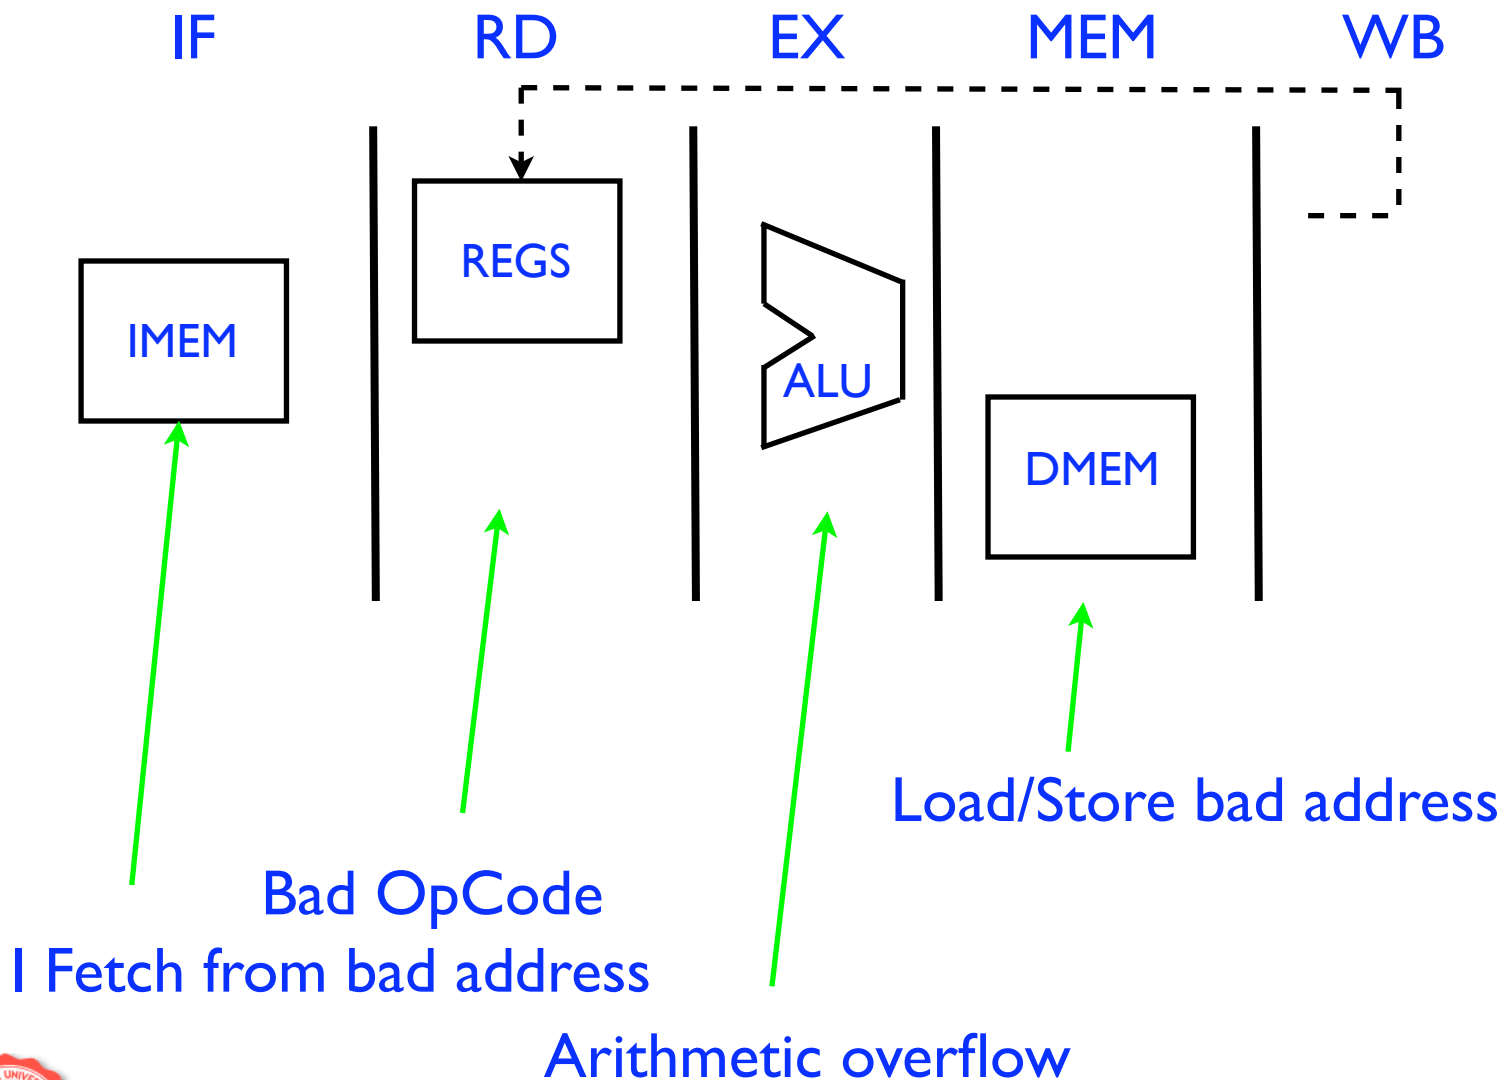 IF RD EX MEM WB
REGS
IMEM
ALU
DMEM
Load/Store bad address
Bad OpCode
I Fetch from bad address
Arithmetic overflow